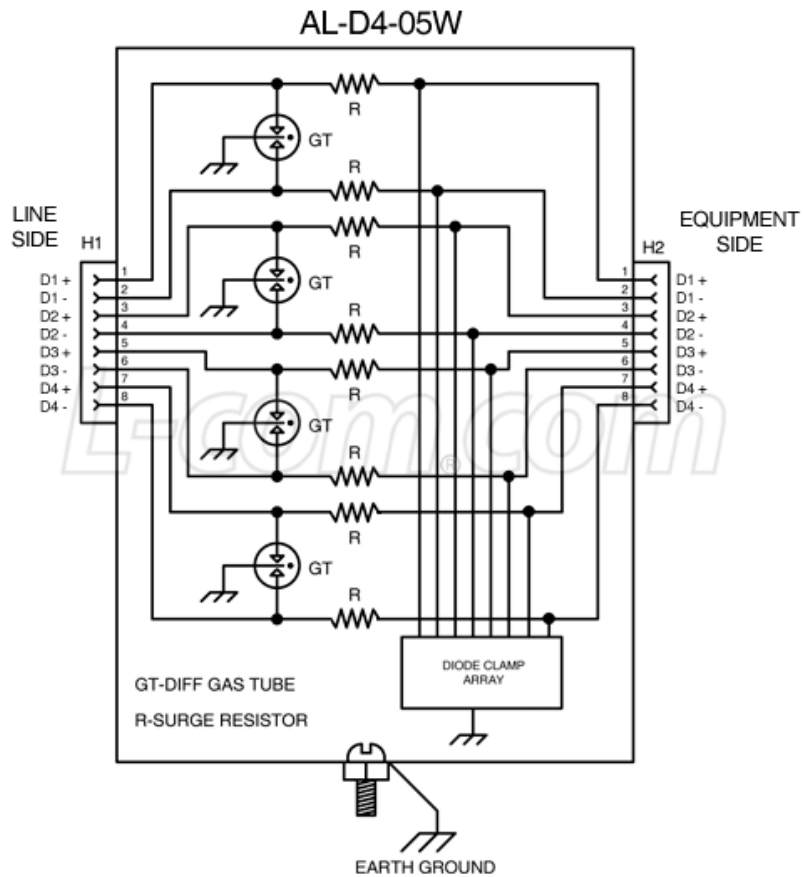 AL-D4-05W
LINE
SIDE
EQUIPMENT
SIDE
H1
H2
D1 +
D1 -
D2 +
D2 -
D3 +
D3 -
D4 +
D4 -
1
2
3
4
5
6
7
8
R
GT
R
R
GT
R
R
GT
R
R
GT
R
1
2
3
4
5
6
7
8
D1 +
D1 -
D2 +
D2 -
D3 +
D3 -
D4 +
D4 -
L-com.com
®
DIODE CLAMP
ARRAY
GT-DIFF GAS TUBE
R-SURGE RESISTOR
EARTH GROUND